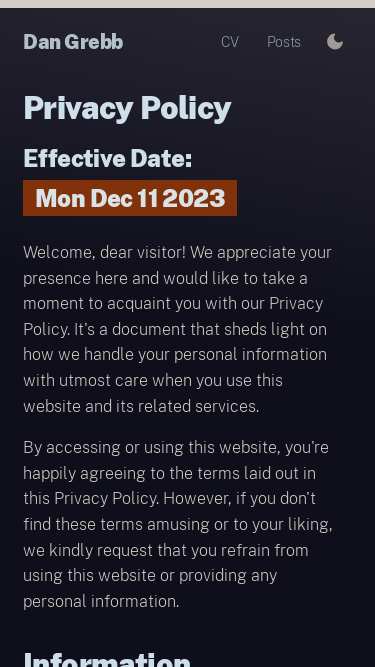 Dan Grebb
CV
Posts
Privacy Policy
Effective Date:
Mon Dec 11 2023
Welcome, dear visitor! We appreciate your
presence here and would like to take a
moment to acquaint you with our Privacy
Policy. It's a document that sheds light on
how we handle your personal information
with utmost care when you use this
website and its related services.
By accessing or using this website, you're
happily agreeing to the terms laid out in
this Privacy Policy. However, if you don't
find these terms amusing or to your liking,
we kindly request that you refrain from
using this website or providing any
personal information.
Information